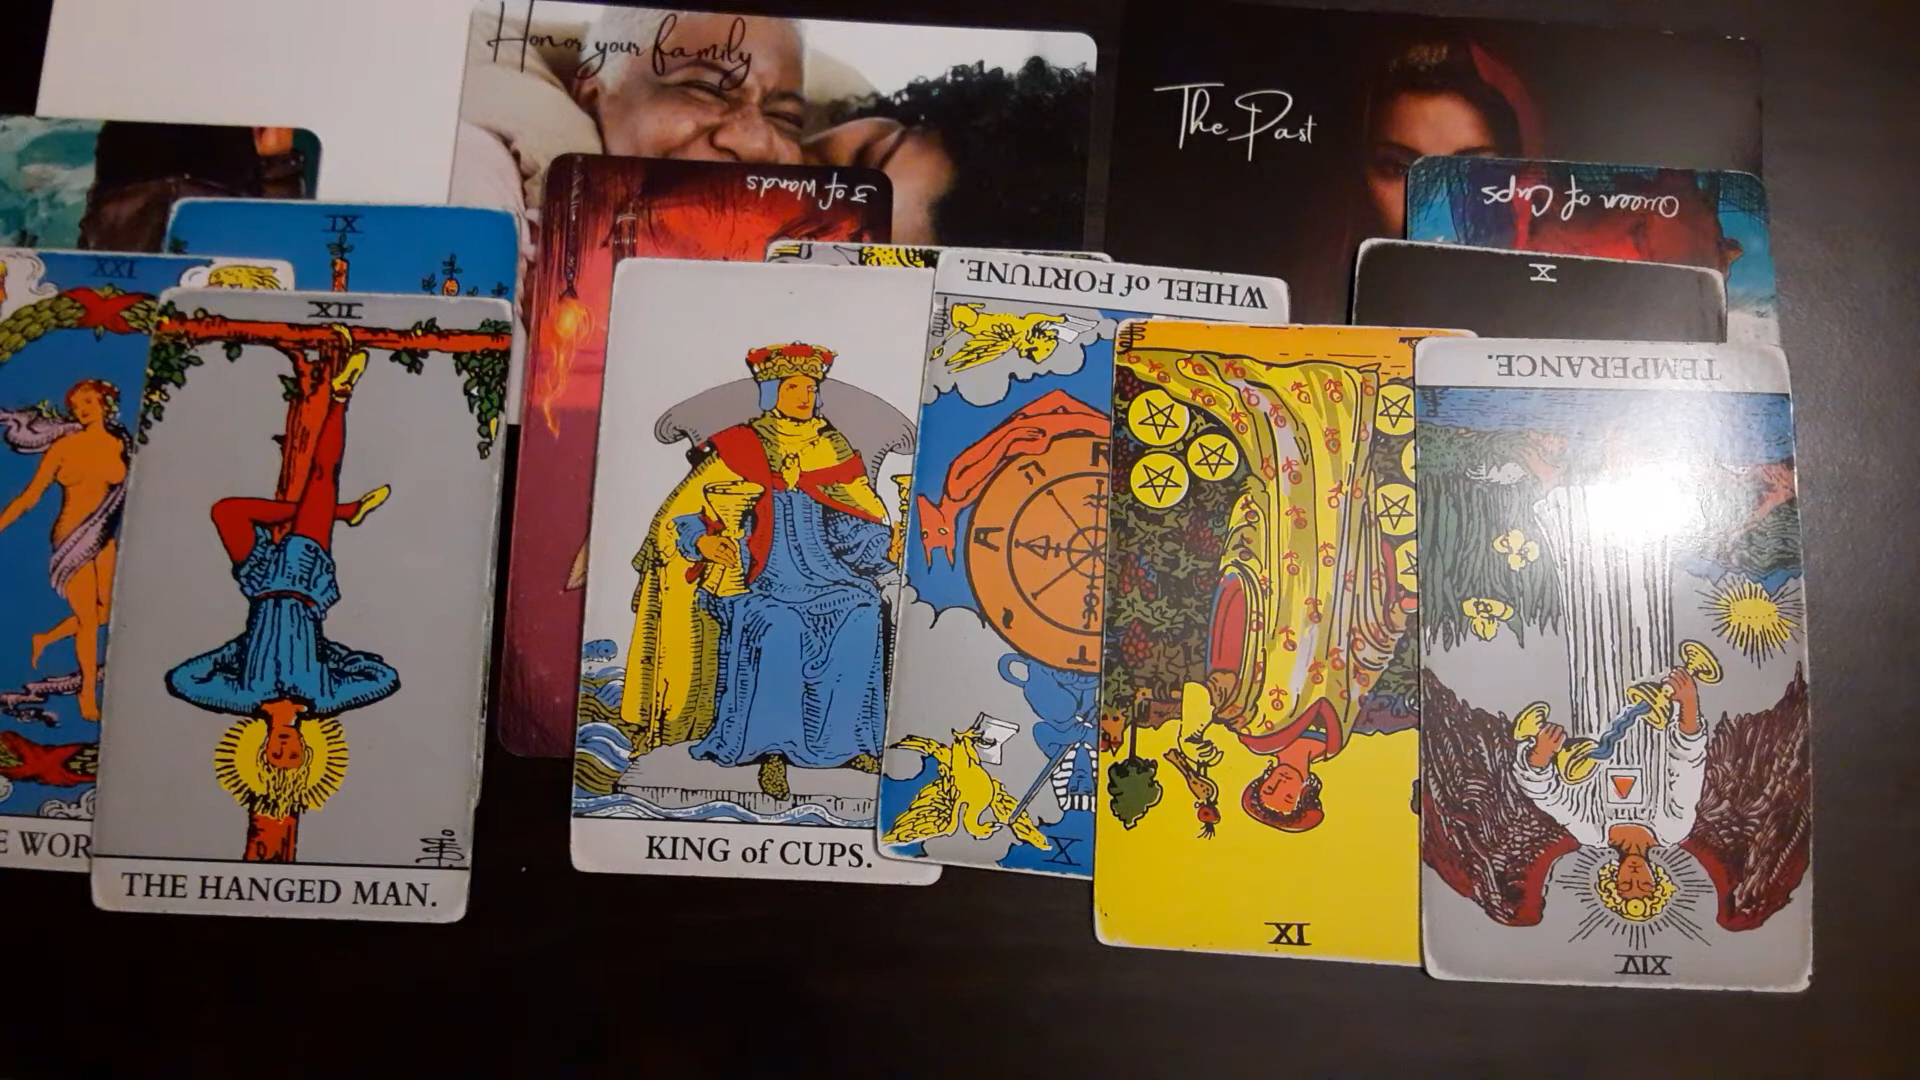 Honor your family
The Past
3 of Wands
Queen of Cups
XI
X
XXI
XII
WHEEL of FORTUNE.
TEMPERANCE.
KING of CUPS.
X
THE HANGED MAN.
IX
XIV